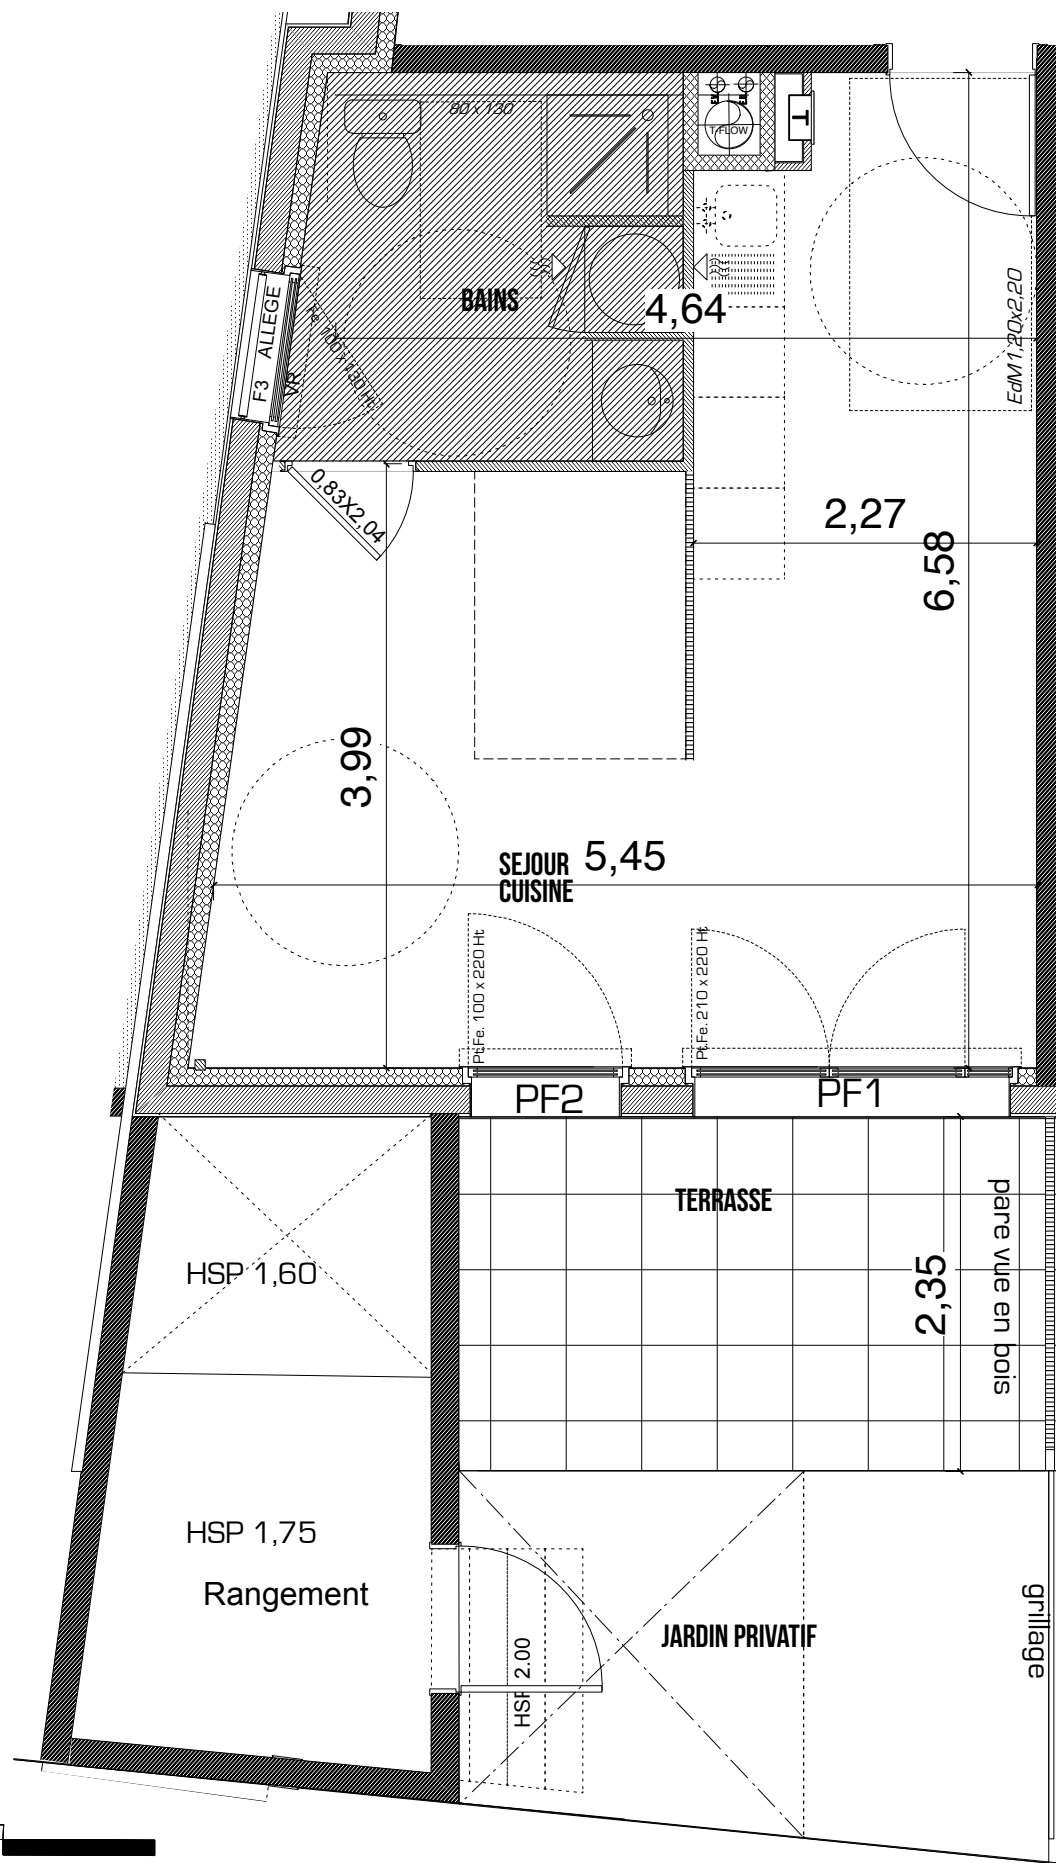 80 x 130
T-FLOW
T
BAINS
4,64
EdM1,20x2,20
F3 ALLEGE
VR
Fe. 100 x 130 Ht
0,83X2,04
2,27
6,58
3,99
SEJOUR
CUISINE
5,45
Pt.Fe. 100 x 220 Ht
Pt.Fe. 210 x 220 Ht
PF2
PF1
TERRASSE
HSP 1,60
2,35
pare vue en bois
HSP 1,75
Rangement
HSP 2.00
JARDIN PRIVATIF
grillage